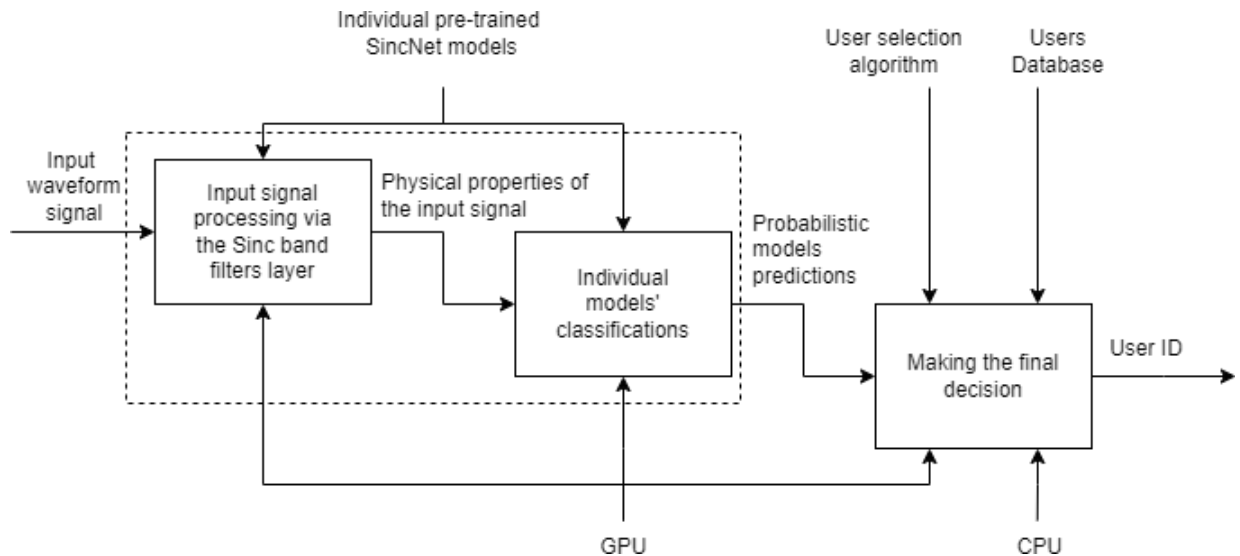 Individual pre-trained
SincNet models
User selection
algorithm
Users
Database
Input
waveform
signal
Input signal
processing via
the Sinc band
filters layer
Physical properties of
the input signal
Individual
models'
classifications
Probabilistic
models
predictions
Making the final
decision
User ID
GPU
CPU